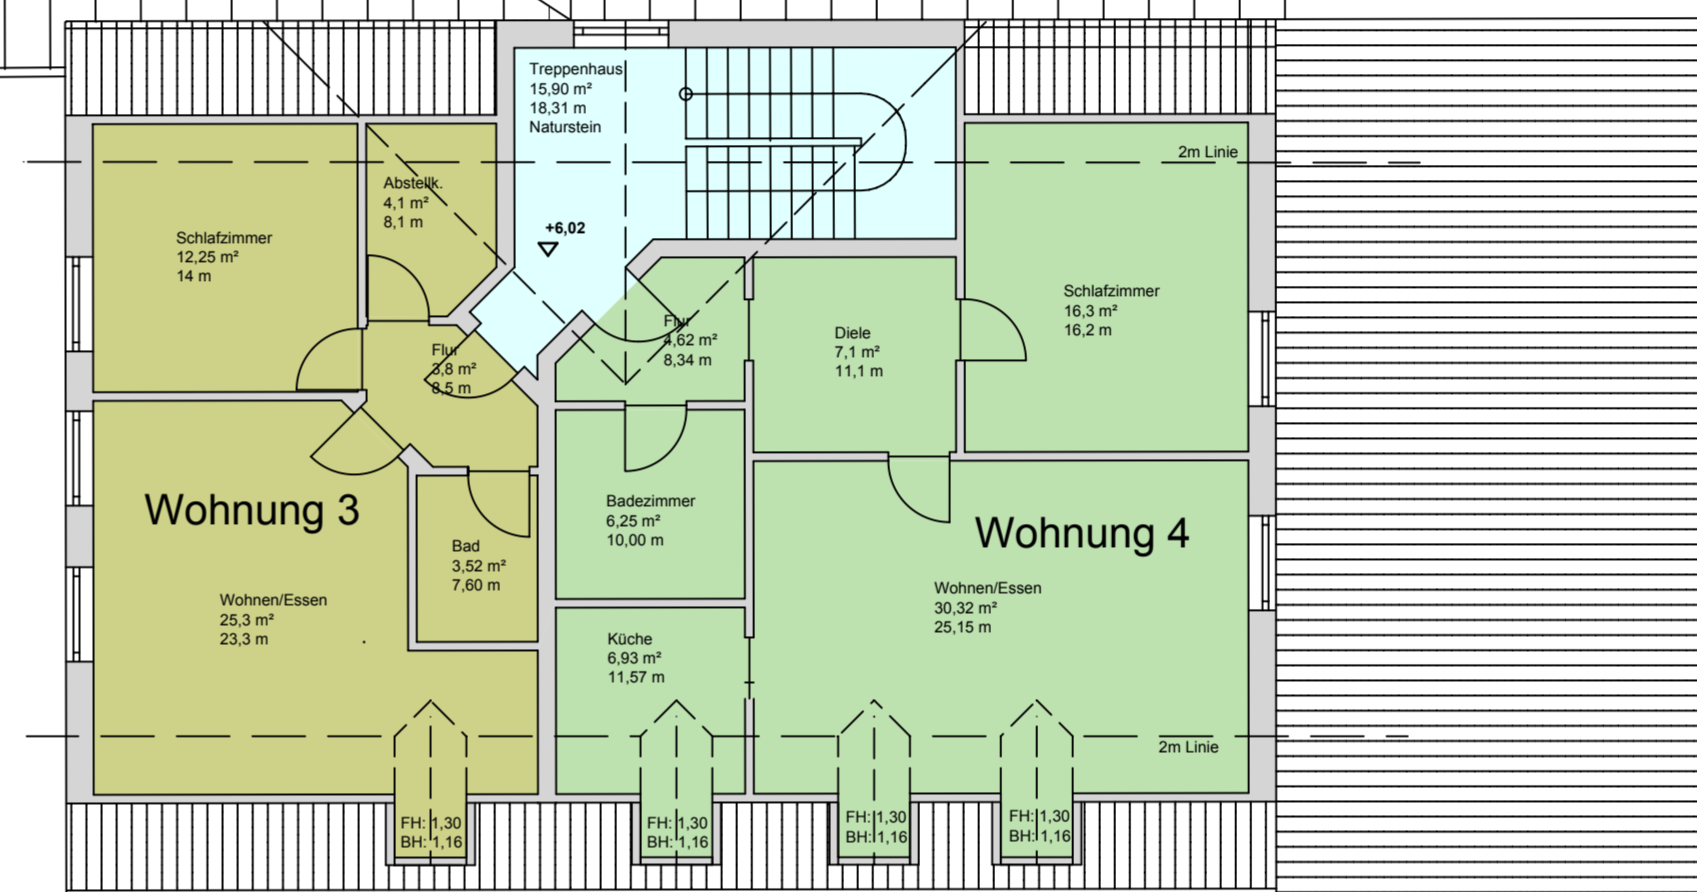 Treppenhaus
15,90 m²
18,31 m
Naturstein
2m Linie
Abstellk.
4,1 m²
8,1 m
+6,02
Schlafzimmer
12,25 m²
14 m
Schlafzimmer
16,3 m²
16,2 m
Flur
4,62 m²
8,34 m
Diele
7,1 m²
11,1 m
Flur
3,8 m²
8,5 m
Wohnung 3
Badezimmer
6,25 m²
10,00 m
Wohnung 4
Bad
3,52 m²
7,60 m
Wohnen/Essen
30,32 m²
25,15 m
Wohnen/Essen
25,3 m²
23,3 m
Küche
6,93 m²
11,57 m
2m Linie
FH: 1,30
BH: 1,16
FH: 1,30
BH: 1,16
FH: 1,30
BH: 1,16
FH: 1,30
BH: 1,16